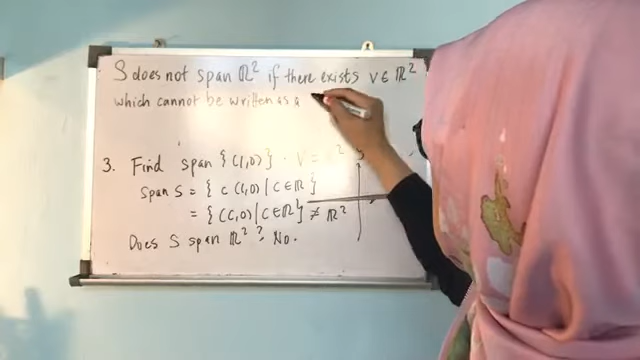 S does not span ℝ² if there exists v ∈ ℝ²
which cannot be written as a
3. Find span {(1,0)} . V = ℝ²
span S = { c(1,0) | c ∈ ℝ }
= { (c,0) | c ∈ ℝ } ≠ ℝ²
Does S span ℝ²? No.